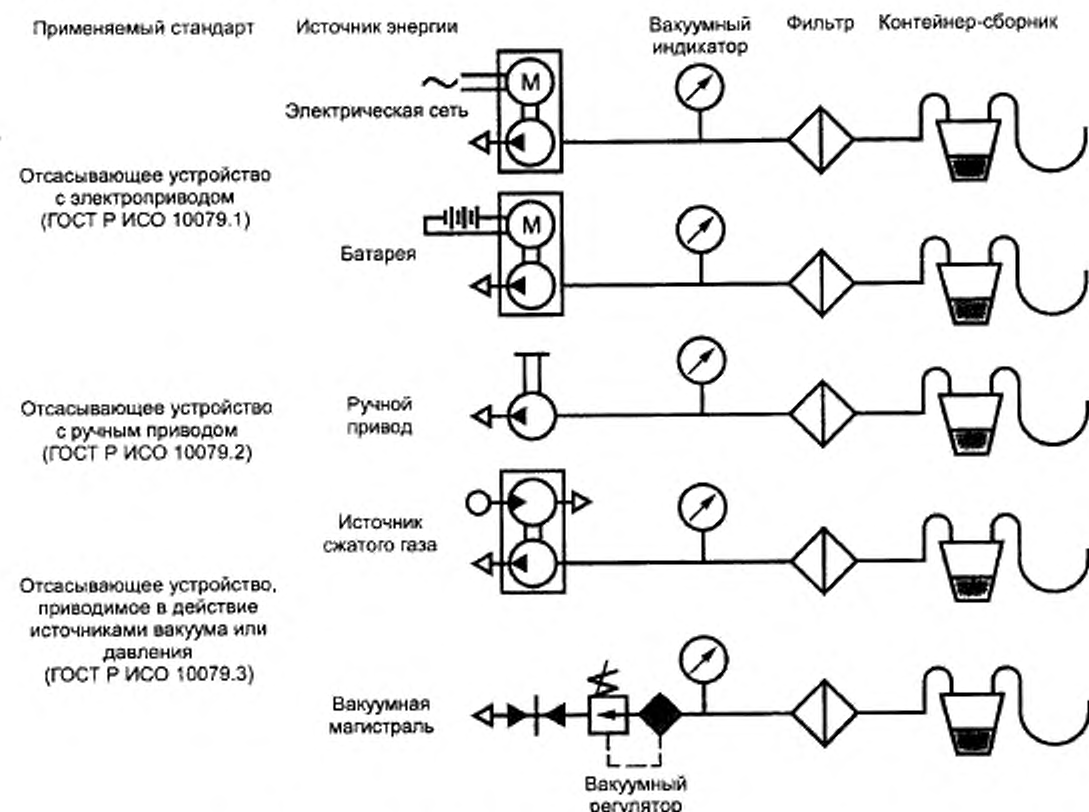 Применяемый стандарт
Источник энергии
Вакуумный
индикатор
Фильтр
Контейнер-сборник
M
Электрическая сеть
Отсасывающее устройство
с электроприводом
(ГОСТ Р ИСО 10079.1)
M
Батарея
Отсасывающее устройство
с ручным приводом
(ГОСТ Р ИСО 10079.2)
Ручной
привод
Источник
сжатого газа
Отсасывающее устройство,
приводимое в действие
источниками вакуума или
давления
(ГОСТ Р ИСО 10079.3)
Вакуумная
магистраль
Вакуумный
регулятор